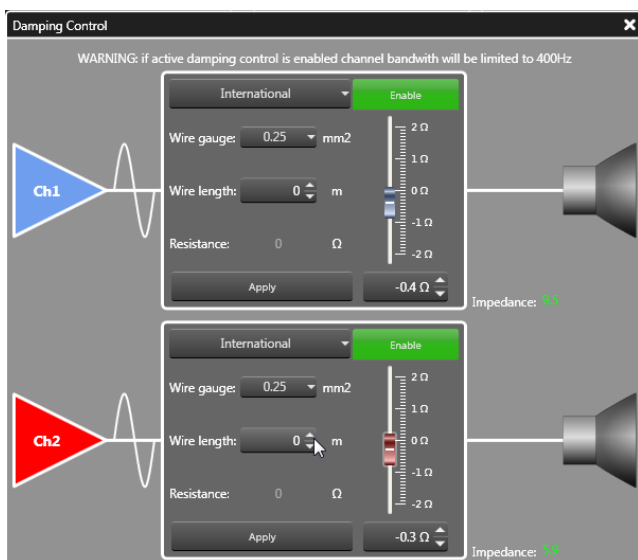 Damping Control
WARNING: if active damping control is enabled channel bandwith will be limited to 400Hz
International
Enable
Wire gauge: 0.25 mm2
Wire length: 0 m
Resistance: 0 Ω
Apply
2 Ω
1 Ω
0 Ω
-1 Ω
-2 Ω
-0.4 Ω
Ch1
Impedance:
International
Enable
Wire gauge: 0.25 mm2
Wire length: 0 m
Resistance: 0 Ω
Apply
2 Ω
1 Ω
0 Ω
-1 Ω
-2 Ω
-0.3 Ω
Ch2
Impedance: